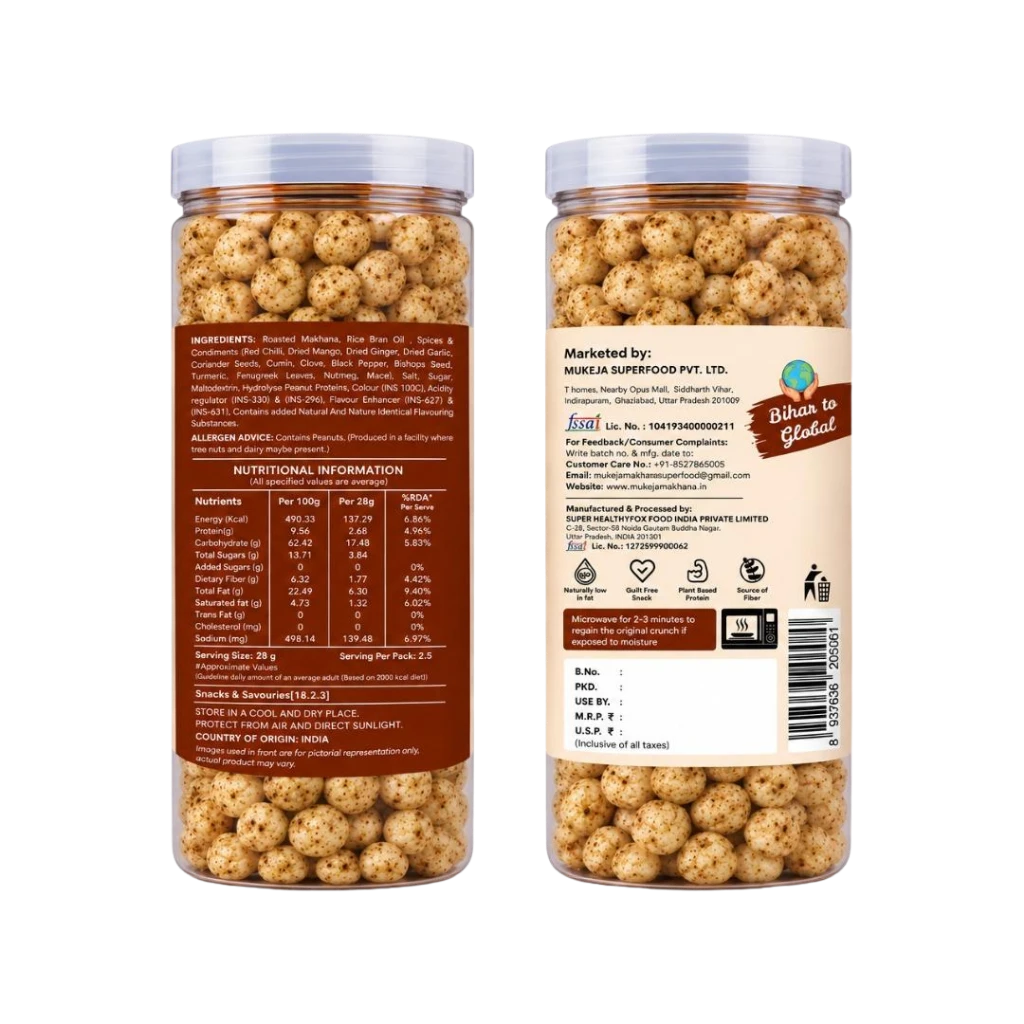 INGREDIENTS: Roasted Makhana, Rice Bran Oil , Spices &
Condiments (Red Chilli, Dried Mango, Dried Ginger, Dried Garlic,
Coriander Seeds, Cumin, Clove, Black Pepper, Bishops Seed,
Turmeric, Fenugreek Leaves, Nutmeg, Mace), Salt, Sugar,
Maltodextrin, Hydrolyse Peanut Proteins, Colour (INS 100C), Acidity
regulator (INS-330) & (INS-296), Flavour Enhancer (INS-627) &
(INS-631), Contains added Natural And Nature Identical Flavouring
Substances.
ALLERGEN ADVICE: Contains Peanuts, (Produced in a facility where
tree nuts and dairy maybe present.)
NUTRITIONAL INFORMATION
(All specified values are average)
Nutrients Per 100g Per 28g %RDA*
Per Serve
Energy (Kcal) 490.33 137.29 6.86%
Protein(g) 9.56 2.68 4.96%
Carbohydrate (g) 62.42 17.48 5.83%
Total Sugars (g) 13.71 3.84
Added Sugars (g) 0 0 0%
Dietary Fiber (g) 6.32 1.77 4.42%
Total Fat (g) 22.49 6.30 9.40%
Saturated fat (g) 4.73 1.32 6.02%
Trans Fat (g) 0 0 0%
Cholesterol (mg) 0 0 0%
Sodium (mg) 498.14 139.48 6.97%
Serving Size: 28 g Serving Per Pack: 2.5
#Approximate Values
(Guideline daily amount of an average adult (Based on 2000 kcal diet))
Snacks & Savouries[18.2.3]
STORE IN A COOL AND DRY PLACE.
PROTECT FROM AIR AND DIRECT SUNLIGHT.
COUNTRY OF ORIGIN: INDIA
Images used in front are for pictorial representation only,
actual product may vary.
Marketed by:
MUKEJA SUPERFOOD PVT. LTD.
T homes, Nearby Opus Mall, Siddharth Vihar,
Indirapuram, Ghaziabad, Uttar Pradesh 201009
Bihar to
Global
fssai Lic. No. : 104193400000211
For Feedback/Consumer Complaints:
Write batch no. & mfg. date to:
Customer Care No.: +91-8527865005
Email: mukejamakhanasuperfood@gmail.com
Website: www.mukejamakhana.in
Manufactured & Processed by:
SUPER HEALTHYFOX FOOD INDIA PRIVATE LIMITED
C-28, Sector-58 Noida Gautam Buddha Nagar,
Uttar Pradesh, INDIA 201301
fssai Lic. No.: 1272599900062
Naturally low
in fat
Guilt Free
Snack
Plant Based
Protein
Source of
Fiber
Microwave for 2-3 minutes to
regain the original crunch if
exposed to moisture
B.No. :
PKD. :
USE BY. :
M.R.P. ₹ :
U.S.P. ₹ :
(Inclusive of all taxes)
8 937636 205061